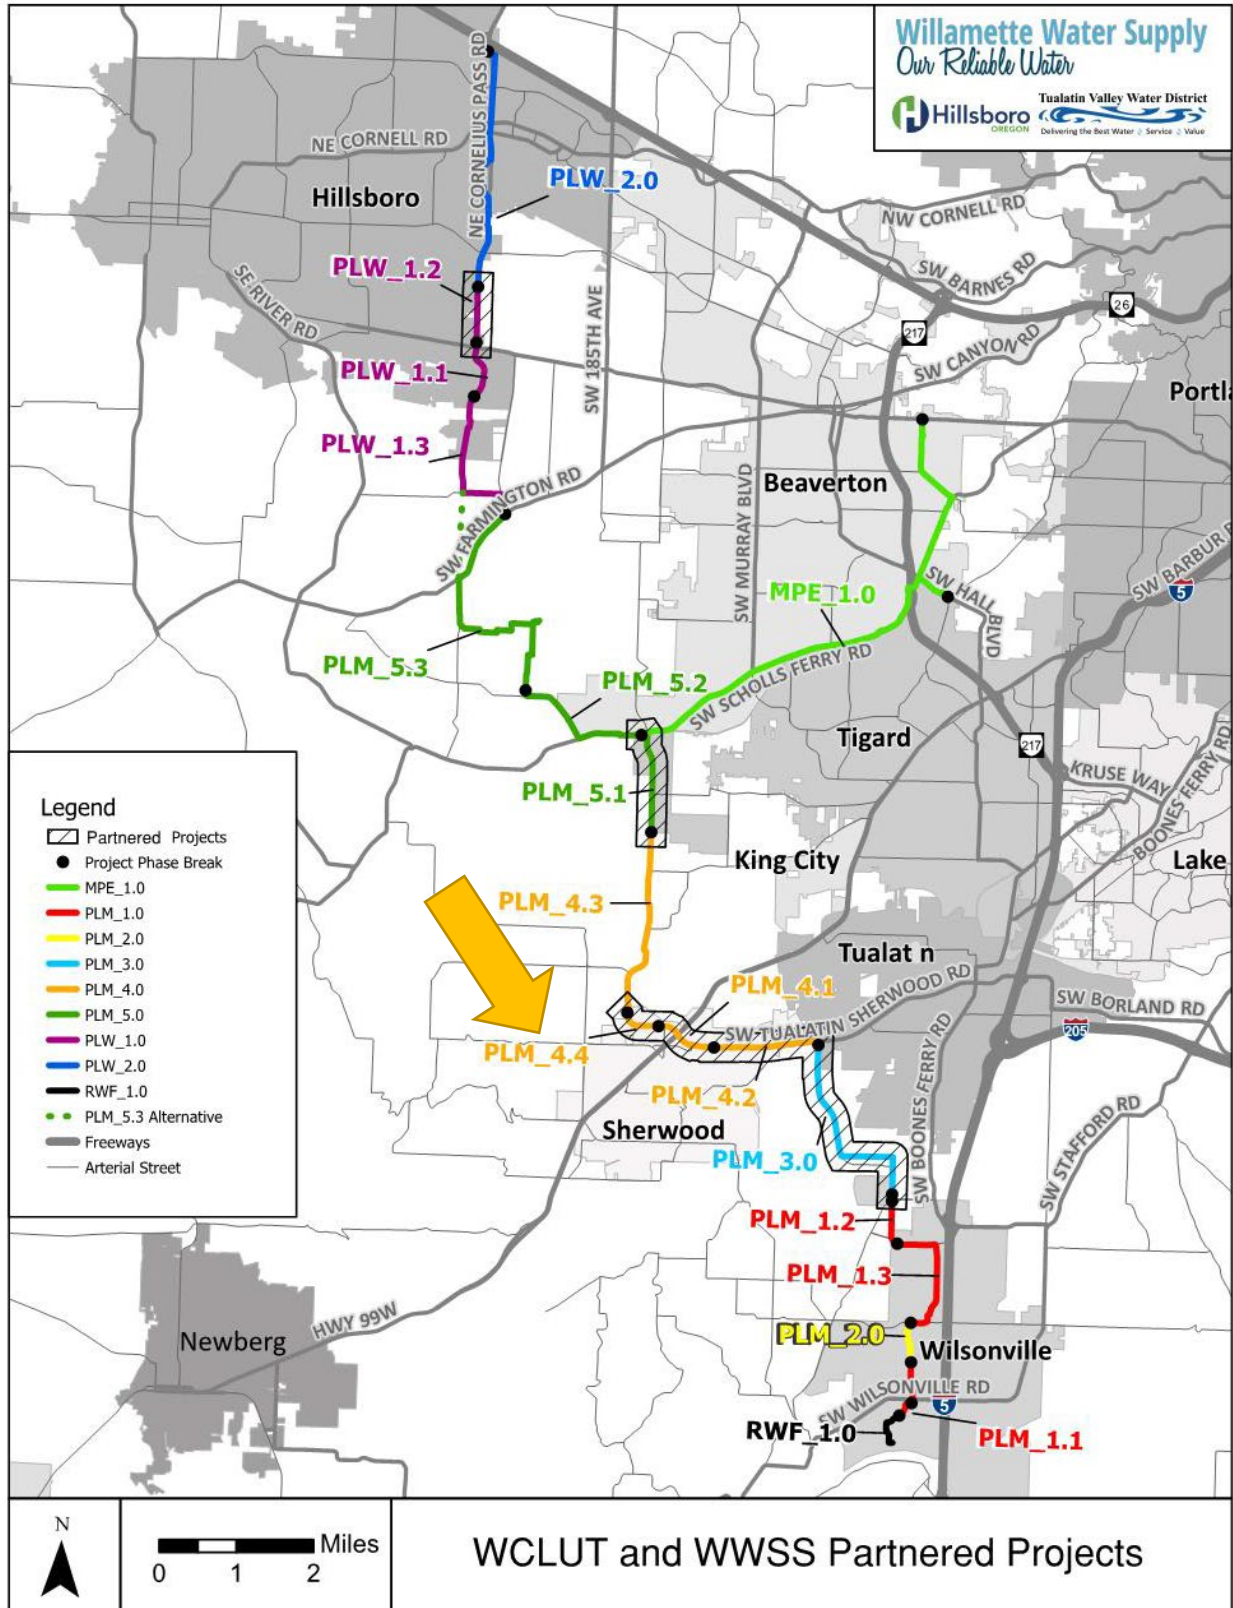 Willamette Water Supply
Our Reliable Water
Hillsboro
OREGON
Tualatin Valley Water District
Delivering the Best Water Service Value
NE CORNELIUS PASS RD
NE CORNELL RD
PLW_2.0
Hillsboro
NW CORNELL RD
PLW_1.2
SW BARNES RD
SE RIVER RD
26
217
SW 185TH AVE
SW CANYON RD
PLW_1.1
Portl
PLW_1.3
Beaverton
SW FARMINGTON RD
SW MURRAY BLVD
SW BARBUR R
5
SW HALL BLVD
MPE_1.0
PLM_5.3
PLM_5.2
SW SCHOLLS FERRY RD
Tigard
217
KRUSE WAY
BOONES FERRY RD
PLM_5.1
King City
Lake
PLM_4.3
Tualat n
PLM_4.1
SW TUALATIN SHERWOOD RD
SW BORLAND RD
205
PLM_4.4
PLM_4.2
SW BOONES FERRY RD
Sherwood
PLM_3.0
SW STAFFORD RD
PLM_1.2
PLM_1.3
HWY 99W
Newberg
PLM_2.0
Wilsonville
SW WILSONVILLE RD
5
RWF_1.0
PLM_1.1
Legend
Partnered Projects
Project Phase Break
MPE_1.0
PLM_1.0
PLM_2.0
PLM_3.0
PLM_4.0
PLM_5.0
PLW_1.0
PLW_2.0
RWF_1.0
PLM_5.3 Alternative
Freeways
Arterial Street
N
Miles
0 1 2
WCLUT and WWSS Partnered Projects